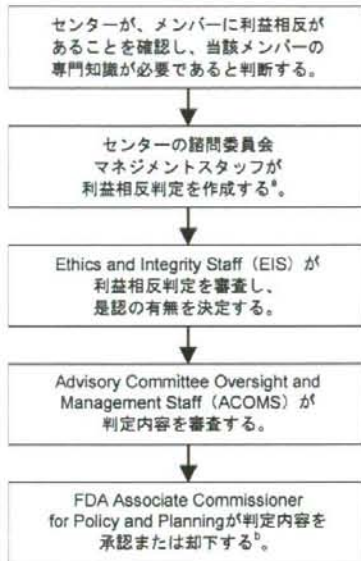 センターが、メンバーに利益相反が
あることを確認し、当該メンバーの
専門知識が必要であると判断する。
センターの諮問委員会
マネジメントスタッフが
利益相反判定を作成するª。
Ethics and Integrity Staff（EIS）が
利益相反判定を審査し、
是認の有無を決定する。
Advisory Committee Oversight and
Management Staff（ACOMS）が
判定内容を審査する。
FDA Associate Commissioner
for Policy and Planningが判定内容を
承認または却下するᵇ。